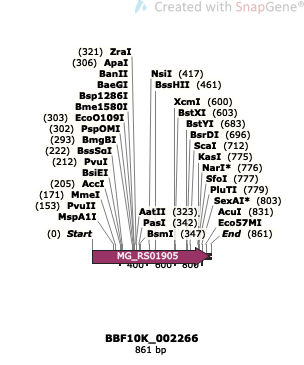 Created with SnapGene®
(321) ZraI
(306) ApaI
BanII
BaeGI
Bsp1286I
Bme1580I
(303) EcoO109I
(302) PspOMI
(293) BmgBI
(222) BssSαI
(212) PvuI
BsiEI
(205) AccI
(171) MmeI
(153) PvuII
MspA1I
(0) Start
NsiI (417)
BssHII (461)
XcmI (600)
BstXI (603)
BstYI (683)
BsrDI (696)
ScaI (712)
KasI (775)
NarI* (776)
SfoI (777)
PluTI (779)
SexAI* (803)
AcuI (831)
Eco57MI
End (861)
AatII (323)
PasI (342)
BsmI (347)
MG_RS01905
400 600 800
BBF10K_002266
861 bp